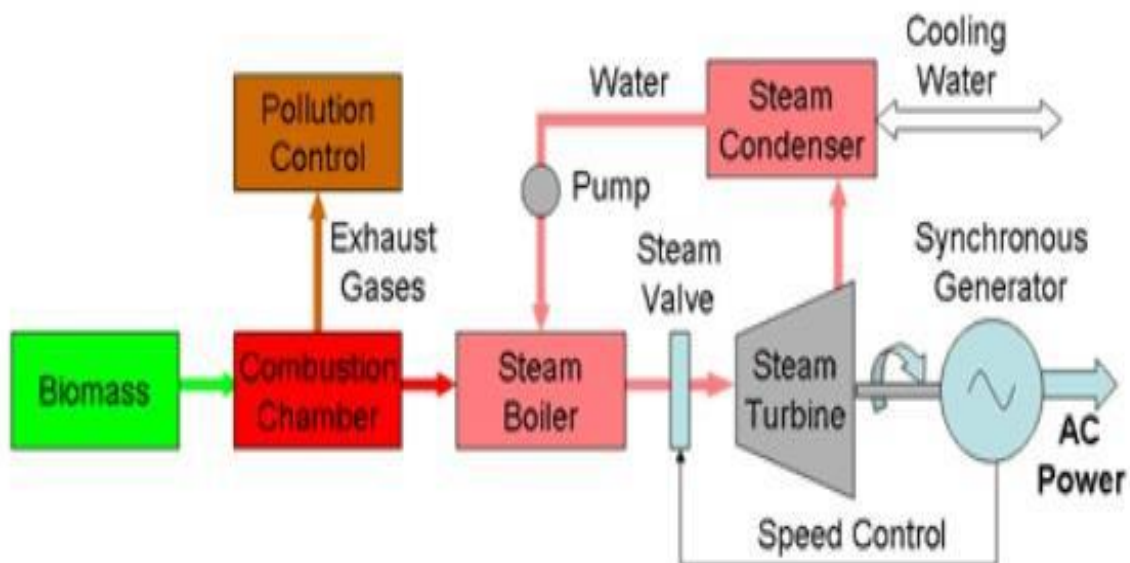 Cooling
Water
Water
Steam
Condenser
Pollution
Control
Pump
Exhaust
Gases
Steam
Valve
Synchronous
Generator
Biomass
Combustion
Chamber
Steam
Boiler
Steam
Turbine
AC
Power
Speed Control